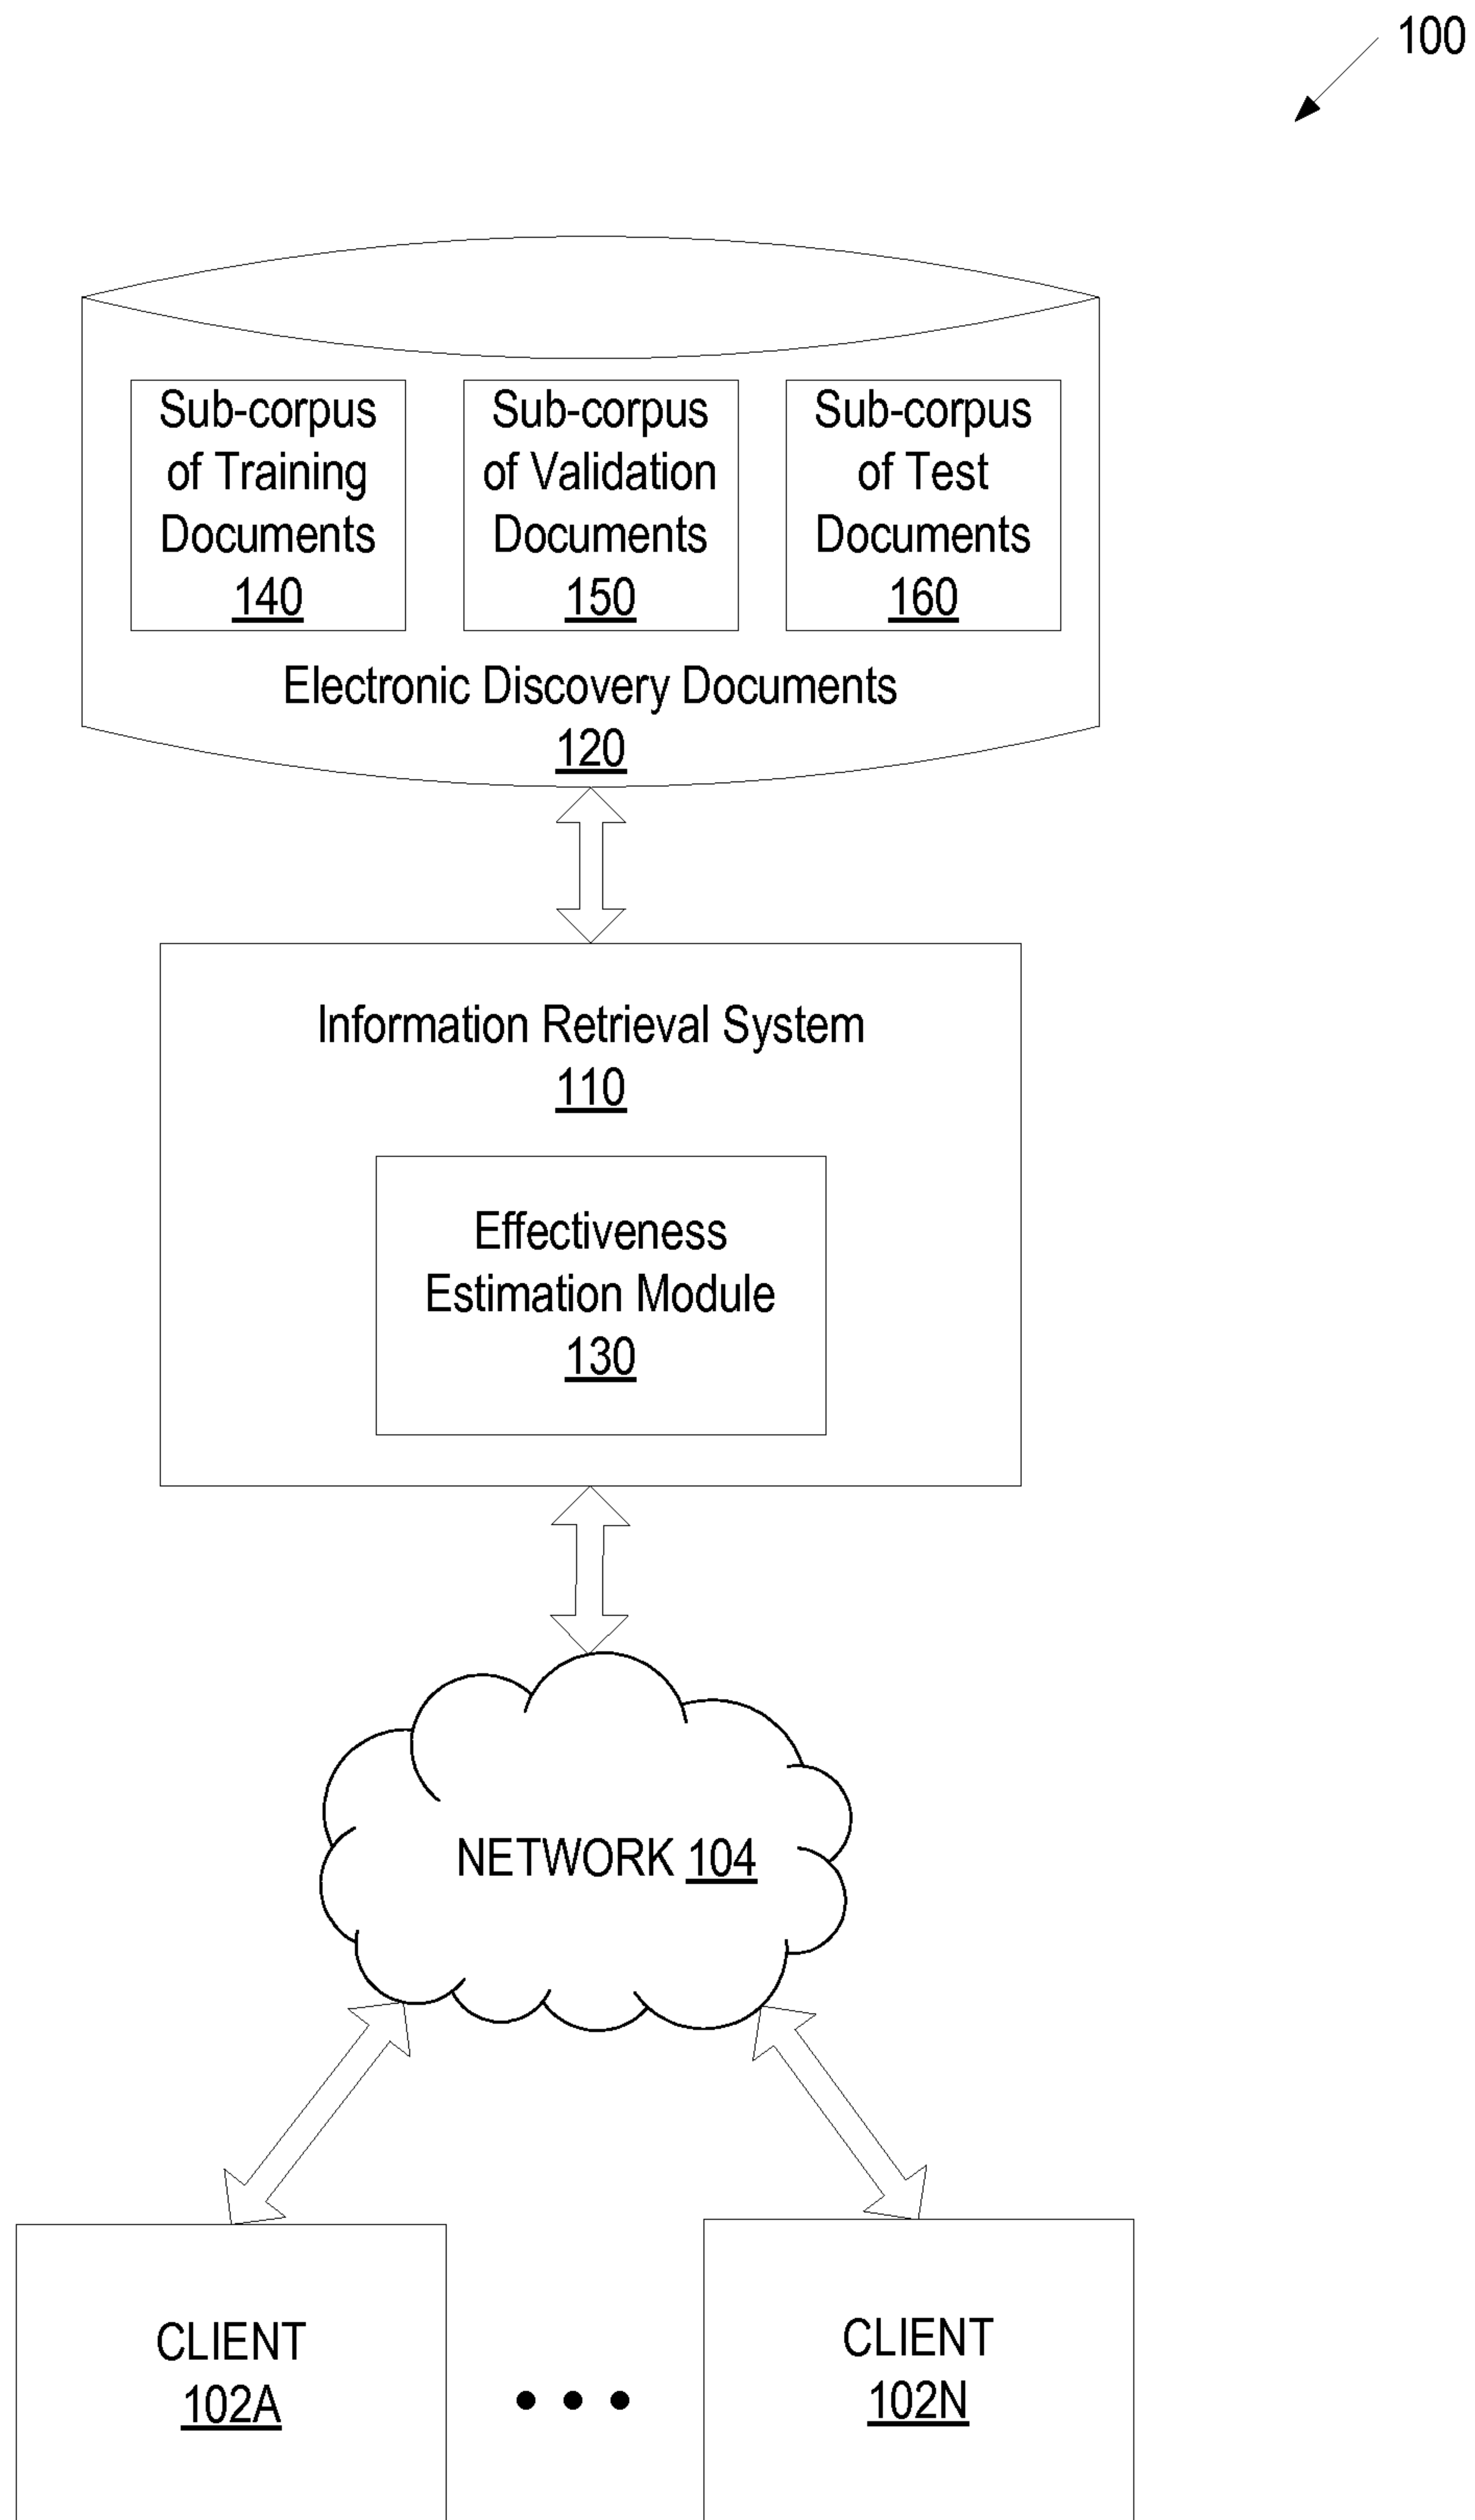 100
Sub-corpus
of Training
Documents
140
Sub-corpus
of Validation
Documents
150
Sub-corpus
of Test
Documents
160
Electronic Discovery Documents
120
Information Retrieval System
110
Effectiveness
Estimation Module
130
NETWORK 104
CLIENT
102A
CLIENT
102N